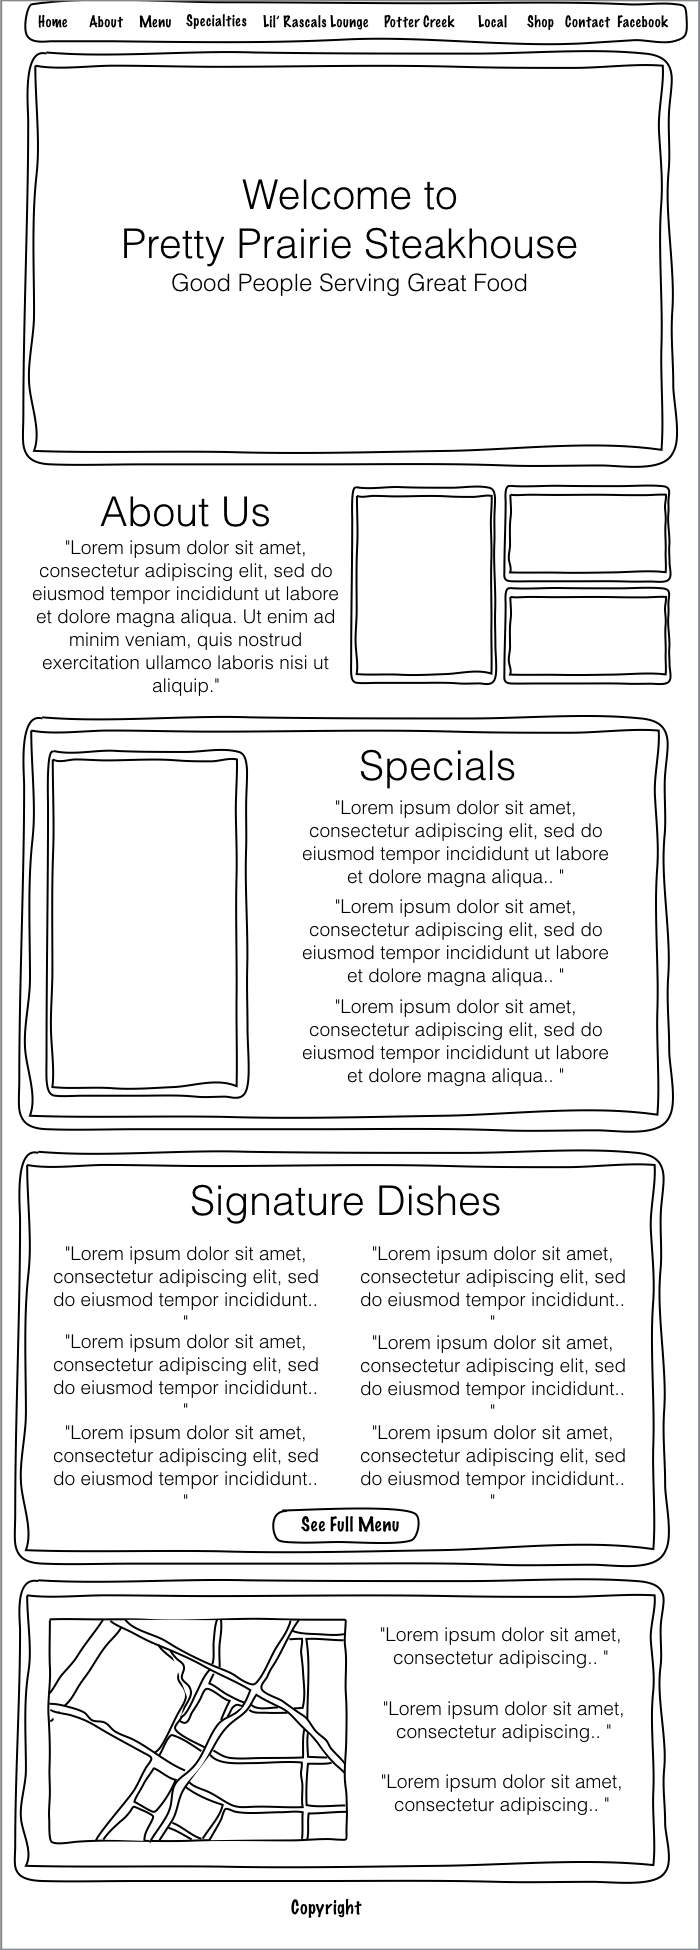 Home About Menu Specialties Lil' Rascals Lounge Potter Creek Local Shop Contact Facebook
Welcome to
Pretty Prairie Steakhouse
Good People Serving Great Food
About Us
"Lorem ipsum dolor sit amet,
consectetur adipiscing elit, sed do
eiusmod tempor incididunt ut labore
et dolore magna aliqua. Ut enim ad
minim veniam, quis nostrud
exercitation ullamco laboris nisi ut
aliquip."
Specials
"Lorem ipsum dolor sit amet,
consectetur adipiscing elit, sed do
eiusmod tempor incididunt ut labore
et dolore magna aliqua.. "
"Lorem ipsum dolor sit amet,
consectetur adipiscing elit, sed do
eiusmod tempor incididunt ut labore
et dolore magna aliqua.. "
"Lorem ipsum dolor sit amet,
consectetur adipiscing elit, sed do
eiusmod tempor incididunt ut labore
et dolore magna aliqua.. "
Signature Dishes
"Lorem ipsum dolor sit amet,
consectetur adipiscing elit, sed
do eiusmod tempor incididunt..
"
"Lorem ipsum dolor sit amet,
consectetur adipiscing elit, sed
do eiusmod tempor incididunt..
"
"Lorem ipsum dolor sit amet,
consectetur adipiscing elit, sed
do eiusmod tempor incididunt..
"
"Lorem ipsum dolor sit amet,
consectetur adipiscing elit, sed
do eiusmod tempor incididunt..
"
"Lorem ipsum dolor sit amet,
consectetur adipiscing elit, sed
do eiusmod tempor incididunt..
"
"Lorem ipsum dolor sit amet,
consectetur adipiscing elit, sed
do eiusmod tempor incididunt..
"
See Full Menu
"Lorem ipsum dolor sit amet,
consectetur adipiscing.. "
"Lorem ipsum dolor sit amet,
consectetur adipiscing.. "
"Lorem ipsum dolor sit amet,
consectetur adipiscing.. "
Copyright